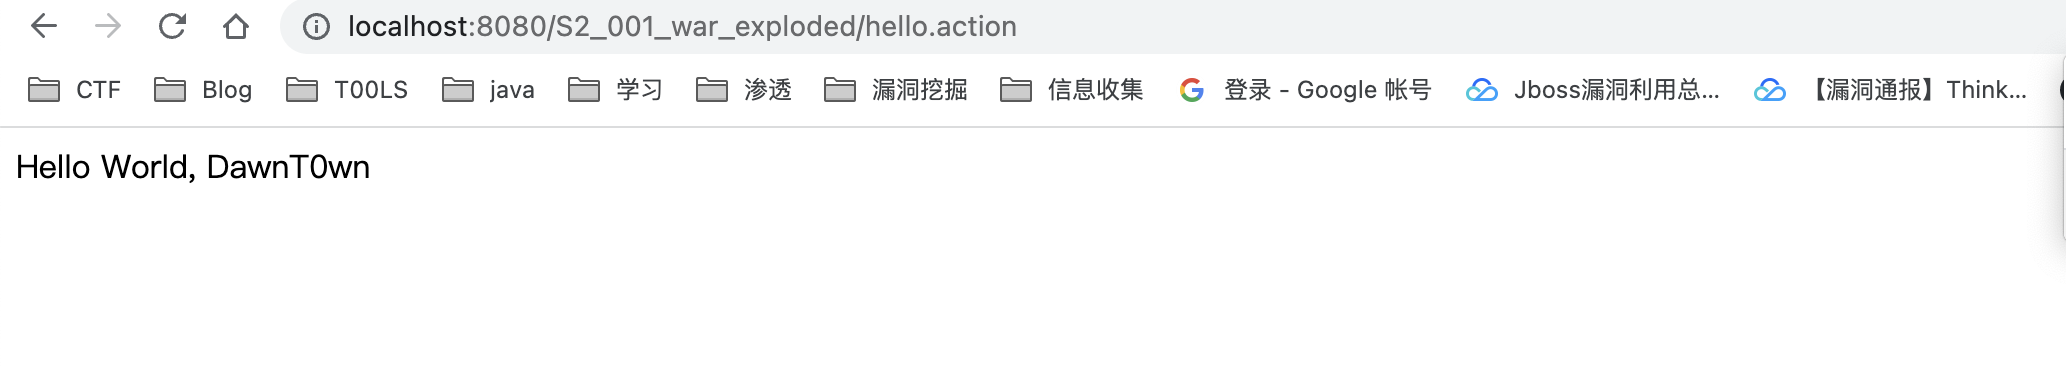 localhost:8080/S2_001_war_exploded/hello.action
CTF Blog T00LS java 学习 渗透 漏洞挖掘 信息收集 登录 - Google 帐号 Jboss漏洞利用总... 【漏洞通报】Think...
Hello World, DawnT0wn